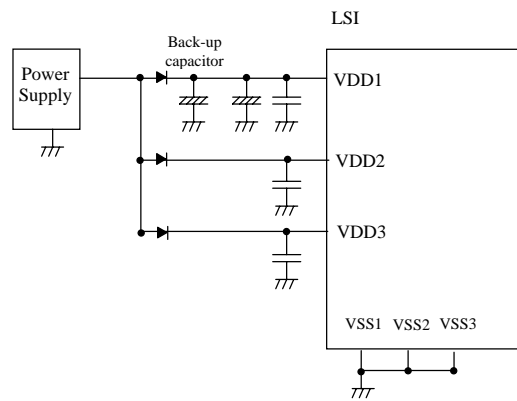 LSI
Back-up
capacitor
Power
Supply
VDD1
VDD2
VDD3
VSS1 VSS2 VSS3